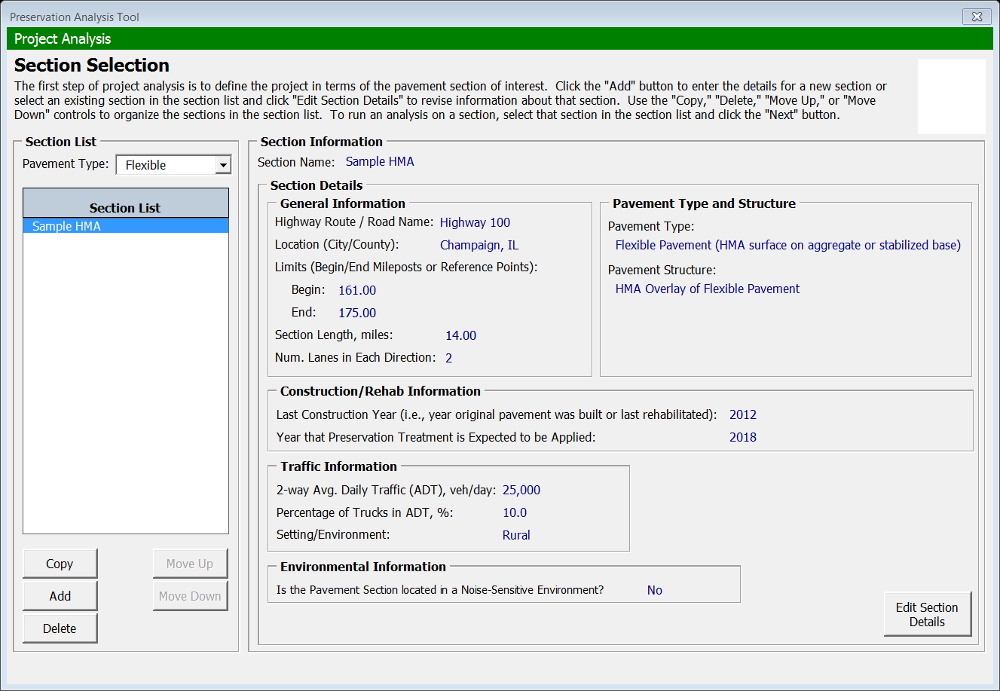 Preservation Analysis Tool
Project Analysis
Section Selection
The first step of project analysis is to define the project in terms of the pavement section of interest.  Click the "Add" button to enter the details for a new section or
select an existing section in the section list and click "Edit Section Details" to revise information about that section.  Use the "Copy," "Delete," "Move Up," or "Move
Down" controls to organize the sections in the section list.  To run an analysis on a section, select that section in the section list and click the "Next" button.
Section List
Pavement Type: Flexible
Section List
Sample HMA
Copy
Move Up
Add
Move Down
Delete
Section Information
Section Name: Sample HMA
Section Details
General Information
Highway Route / Road Name: Highway 100
Location (City/County): Champaign, IL
Limits (Begin/End Mileposts or Reference Points):
Begin: 161.00
End: 175.00
Section Length, miles: 14.00
Num. Lanes in Each Direction: 2
Pavement Type and Structure
Pavement Type:
Flexible Pavement (HMA surface on aggregate or stabilized base)
Pavement Structure:
HMA Overlay of Flexible Pavement
Construction/Rehab Information
Last Construction Year (i.e., year original pavement was built or last rehabilitated): 2012
Year that Preservation Treatment is Expected to be Applied: 2018
Traffic Information
2-way Avg. Daily Traffic (ADT), veh/day: 25,000
Percentage of Trucks in ADT, %: 10.0
Setting/Environment: Rural
Environmental Information
Is the Pavement Section located in a Noise-Sensitive Environment? No
Edit Section
Details